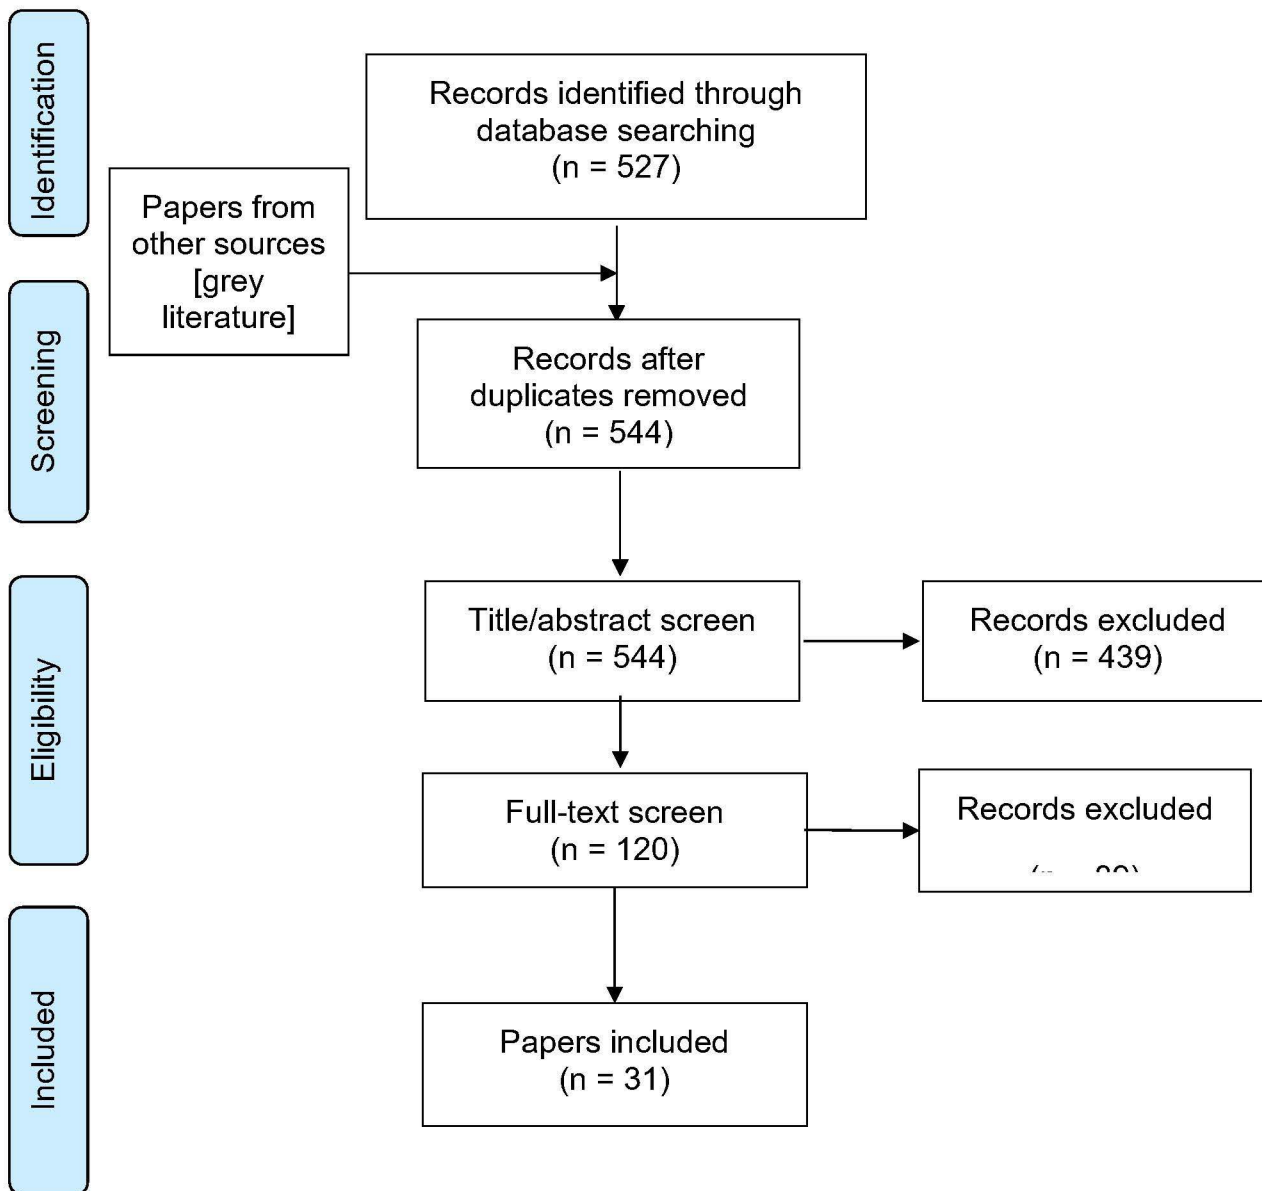 Identification
Records identified through
database searching
(n = 527)
Papers from
other sources
[grey
literature]
Screening
Records after
duplicates removed
(n = 544)
Eligibility
Title/abstract screen
(n = 544)
Records excluded
(n = 439)
Full-text screen
(n = 120)
Records excluded
Included
Papers included
(n = 31)